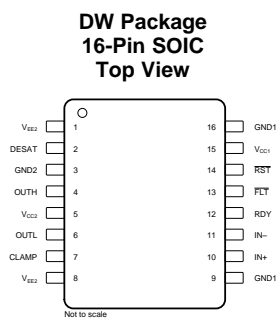 DW Package
16-Pin SOIC
Top View
VEE2 1 16 GND1
DESAT 2 15 VCC1
GND2 3 14 RST
OUTH 4 13 FLT
VCC2 5 12 RDY
OUTL 6 11 IN–
CLAMP 7 10 IN+
VEE2 8 9 GND1
Not to scale